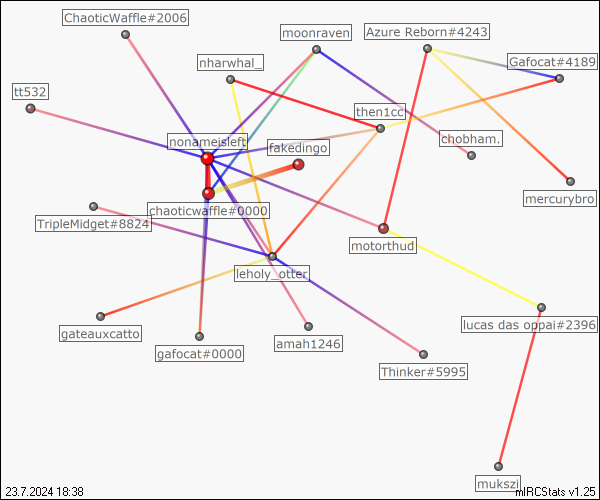 ChaoticWaffle#2006
moonraven
Azure Reborn#4243
nharwhal_
Gafocat#4189
tt532
then1cc
nonameisleft
chobham.
fakedingo
mercurybro
chaoticwaffle#0000
TripleMidget#8824
motorthud
leholy_otter
lucas das oppai#2396
gateauxcatto
gafocat#0000
amah1246
Thinker#5995
mukszi
23.7.2024 18:38
mIRCStats v1.25